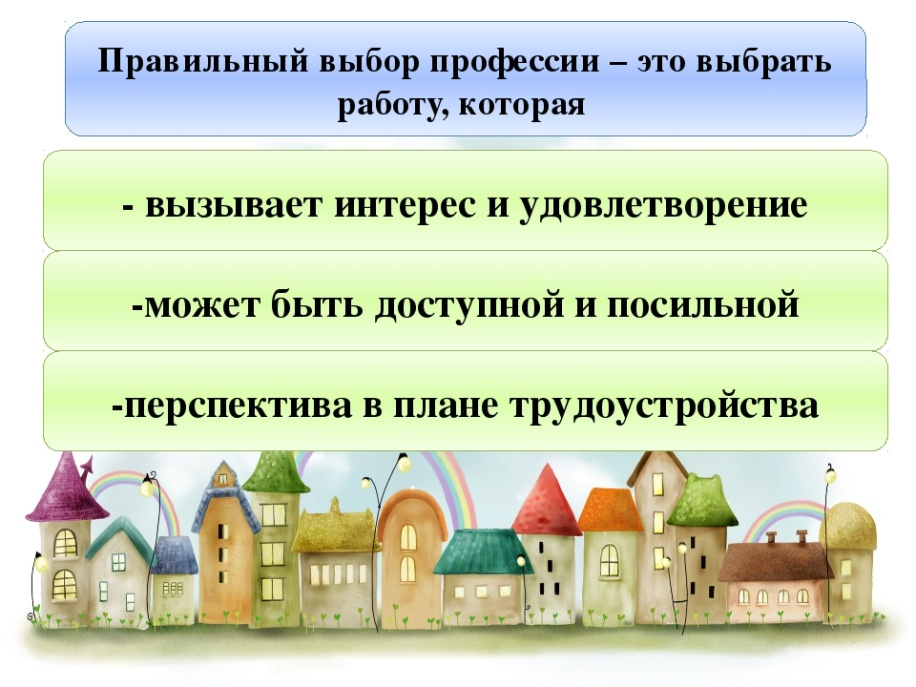 Правильный выбор профессии – это выбрать
работу, которая
- вызывает интерес и удовлетворение
-может быть доступной и посильной
-перспектива в плане трудоустройства